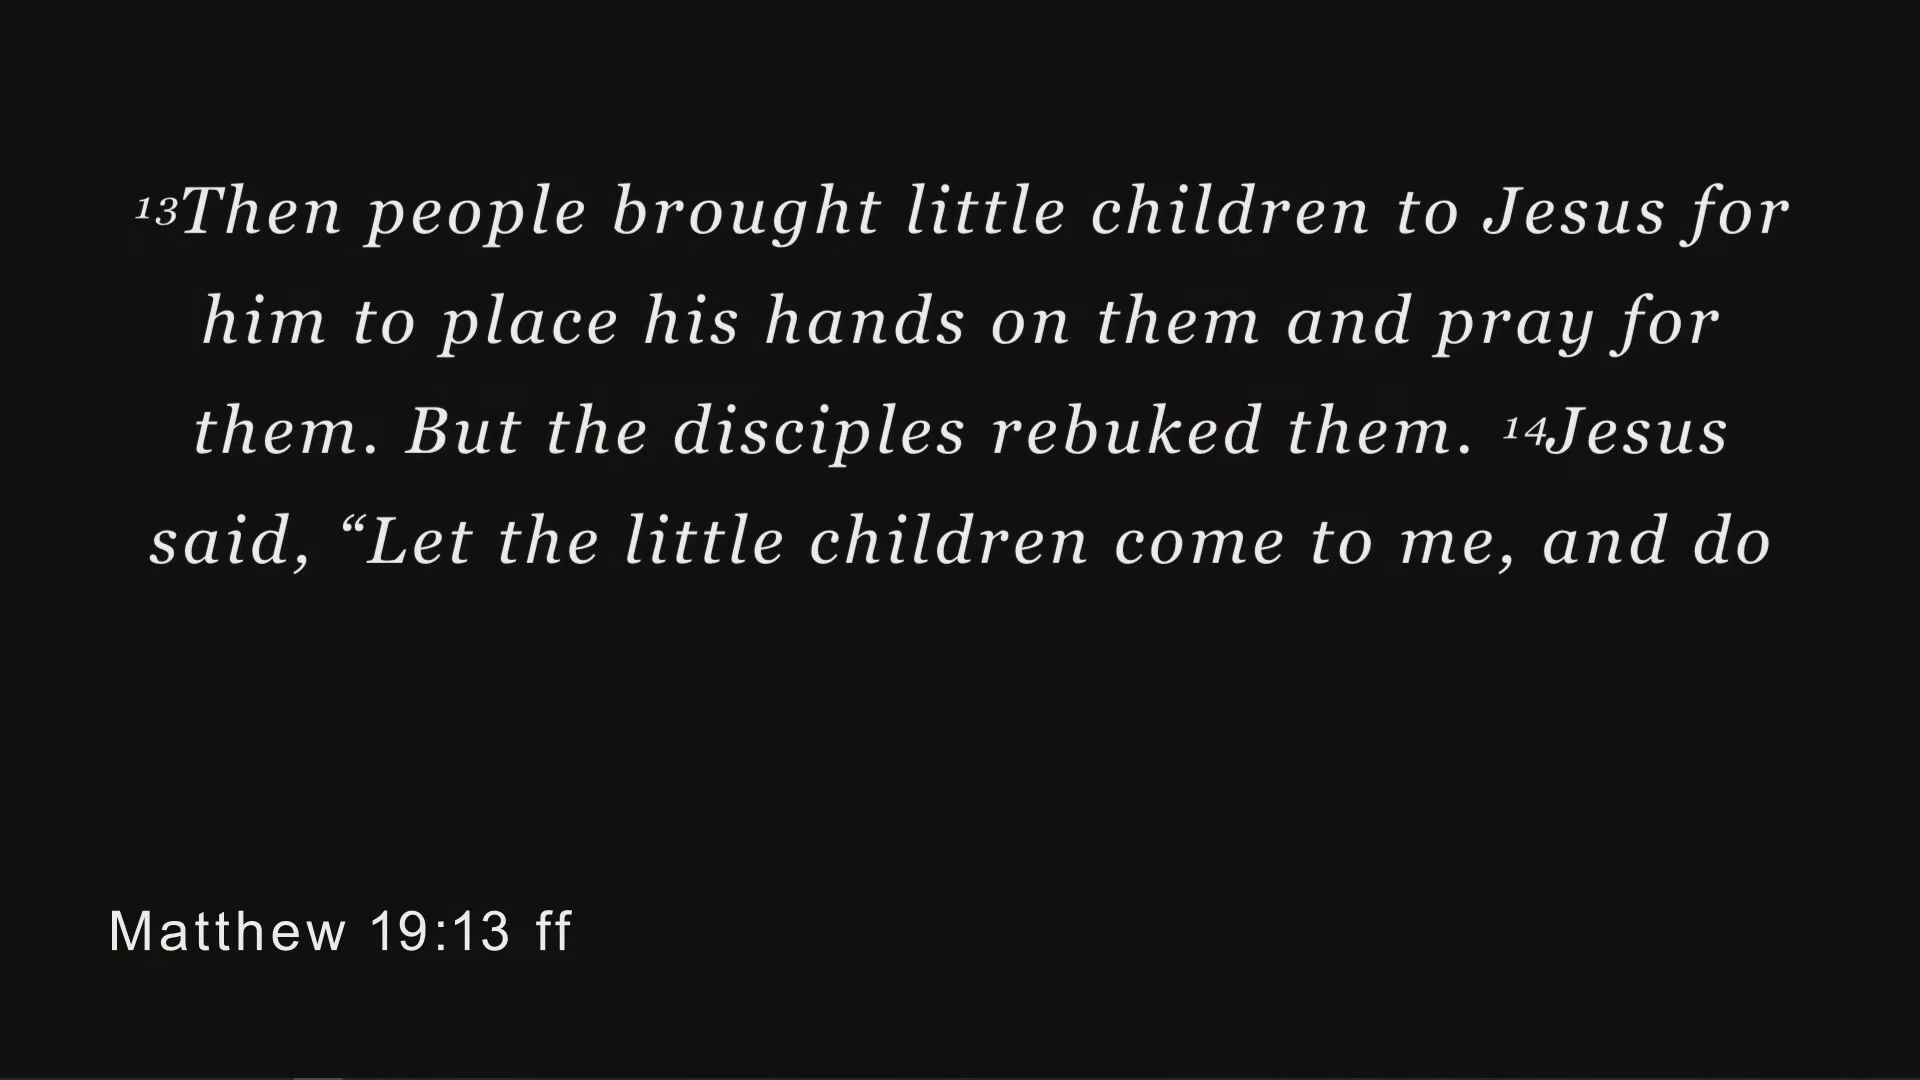 ¹³Then people brought little children to Jesus for
him to place his hands on them and pray for
them. But the disciples rebuked them. ¹⁴Jesus
said, “Let the little children come to me, and do
Matthew 19:13 ff